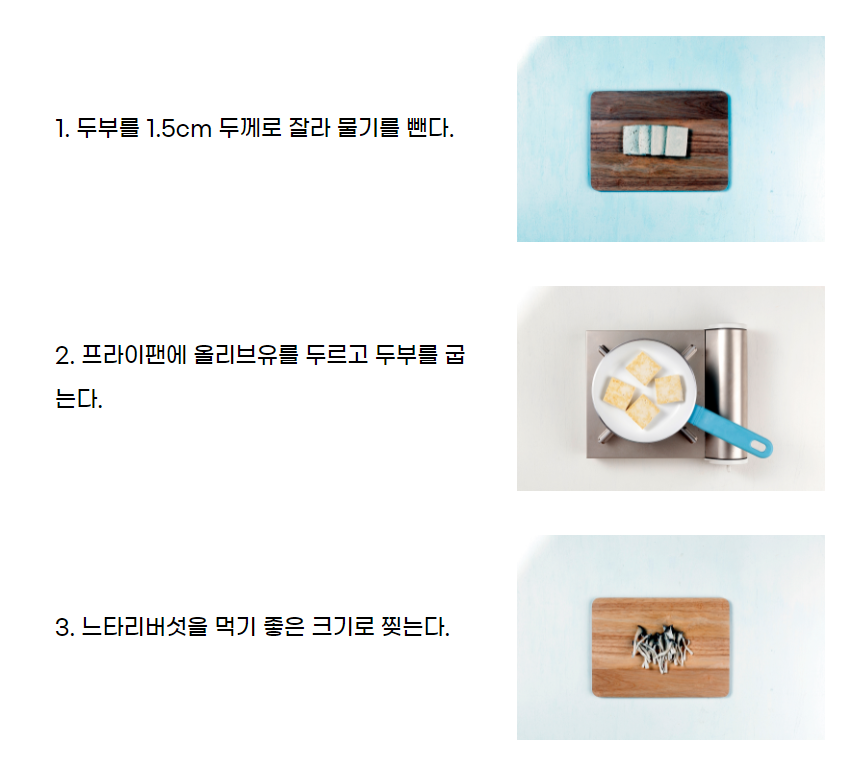 1. 두부를 1.5cm 두께로 잘라 물기를 뺀다.
2. 프라이팬에 올리브유를 두르고 두부를 굽
는다.
3. 느타리버섯을 먹기 좋은 크기로 찢는다.